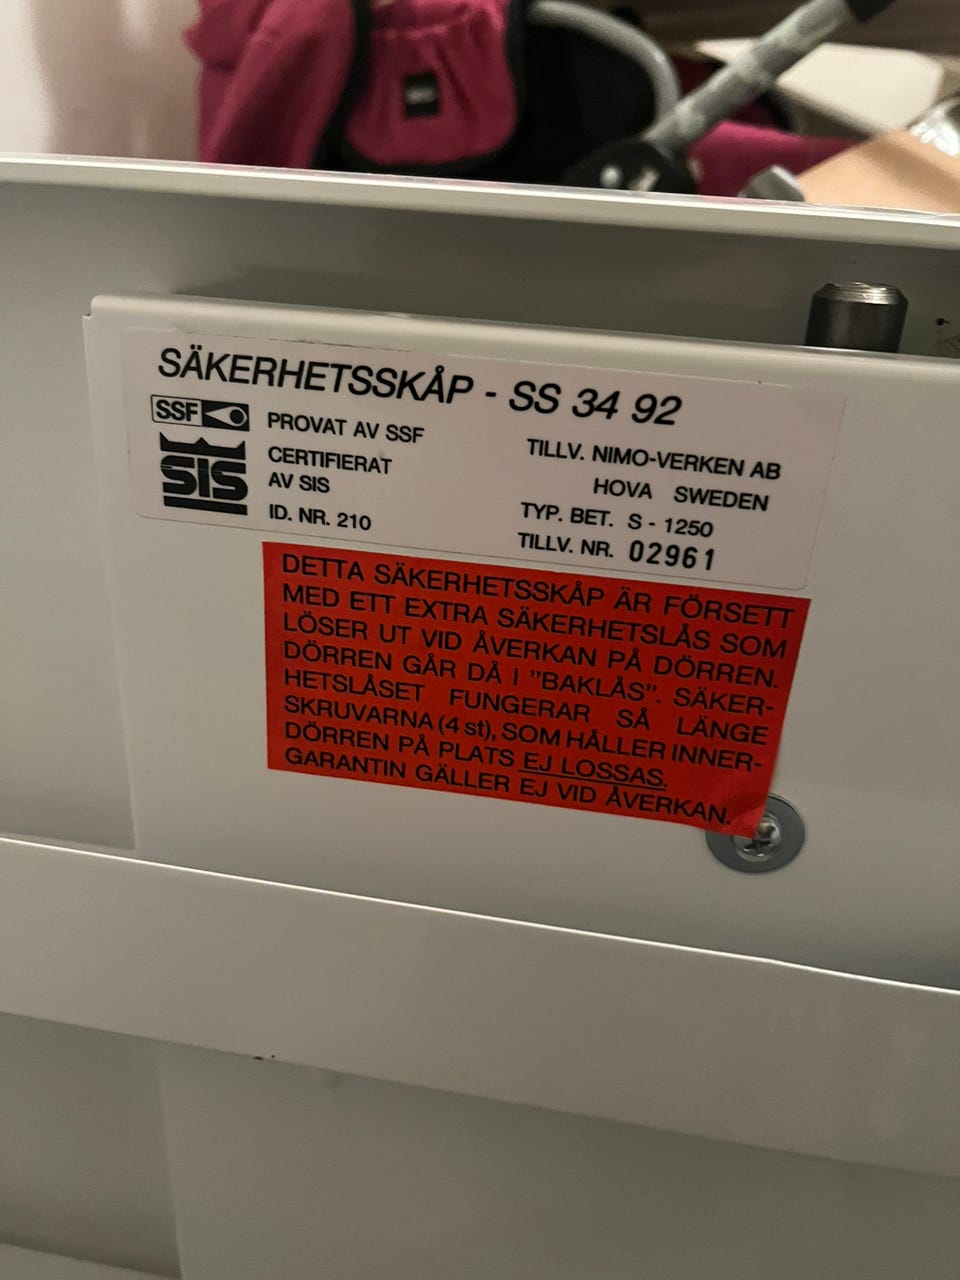 SÄKERHETSSKÅP - SS 34 92
SSF
PROVAT AV SSF
SIS
CERTIFIERAT
AV SIS
ID. NR. 210
TILLV. NIMO-VERKEN AB
HOVA SWEDEN
TYP. BET. S - 1250
TILLV. NR. 02961
DETTA SÄKERHETSSKÅP ÄR FÖRSETT
MED ETT EXTRA SÄKERHETSLÅS SOM
LÖSER UT VID ÅVERKAN PÅ DÖRREN.
DÖRREN GÅR DÅ I "BAKLÅS". SÄKER-
HETSLÅSET FUNGERAR SÅ LÄNGE
SKRUVARNA (4 st), SOM HÅLLER INNER-
DÖRREN PÅ PLATS EJ LOSSAS.
GARANTIN GÄLLER EJ VID ÅVERKAN.